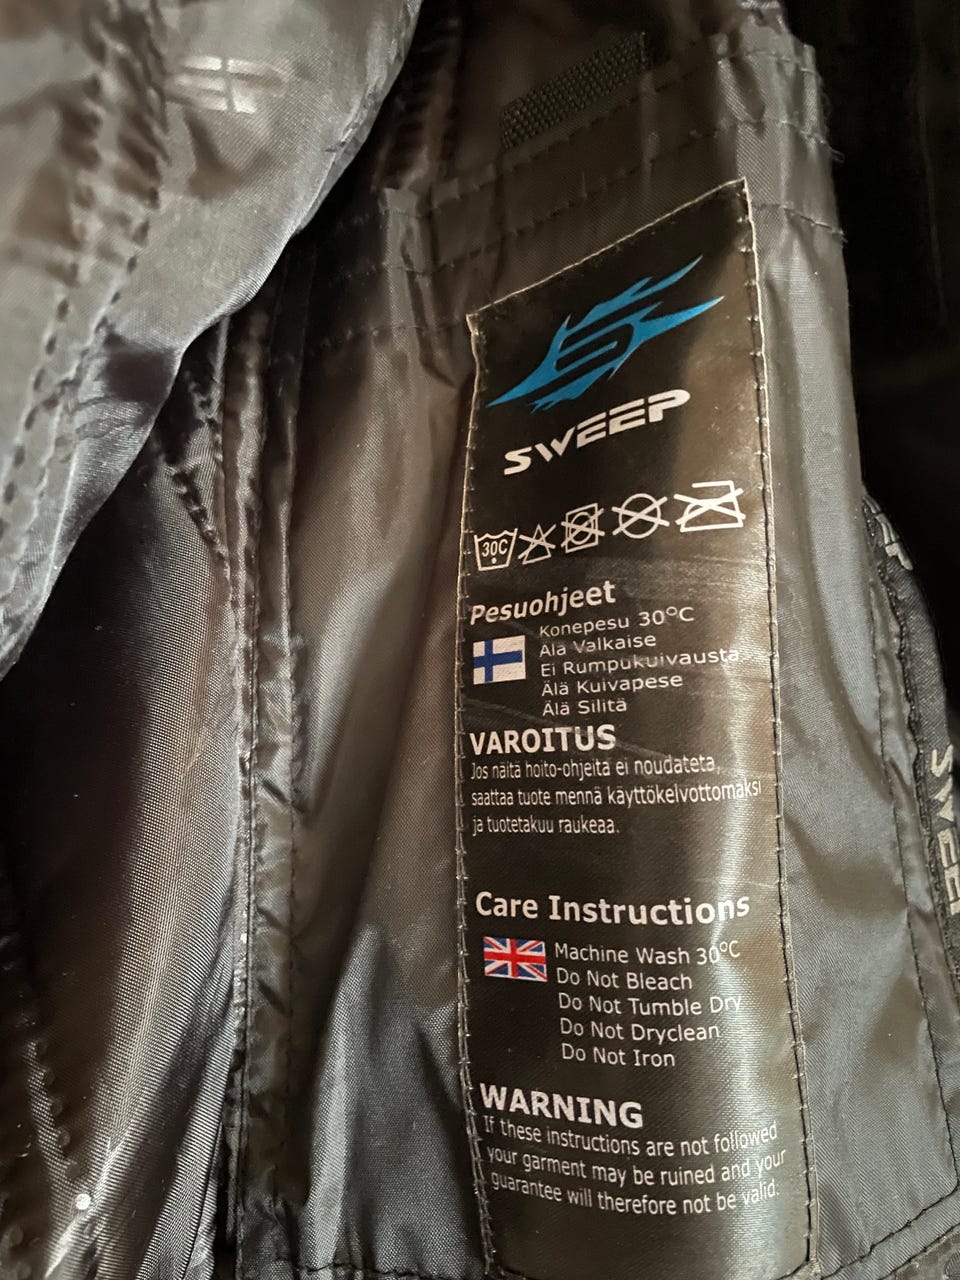 SWEEP
30C
Pesuohjeet
Konepesu 30°C
Älä Valkaise
Ei Rumpukuivausta
Älä Kuivapese
Älä Silitä
VAROITUS
Jos näitä hoito-ohjeita ei noudateta,
saattaa tuote mennä käyttökelvottomaksi
ja tuotetakuu raukeaa.
Care Instructions
Machine Wash 30°C
Do Not Bleach
Do Not Tumble Dry
Do Not Dryclean
Do Not Iron
WARNING
If these instructions are not followed
your garment may be ruined and your
guarantee will therefore not be valid.
SWEEP